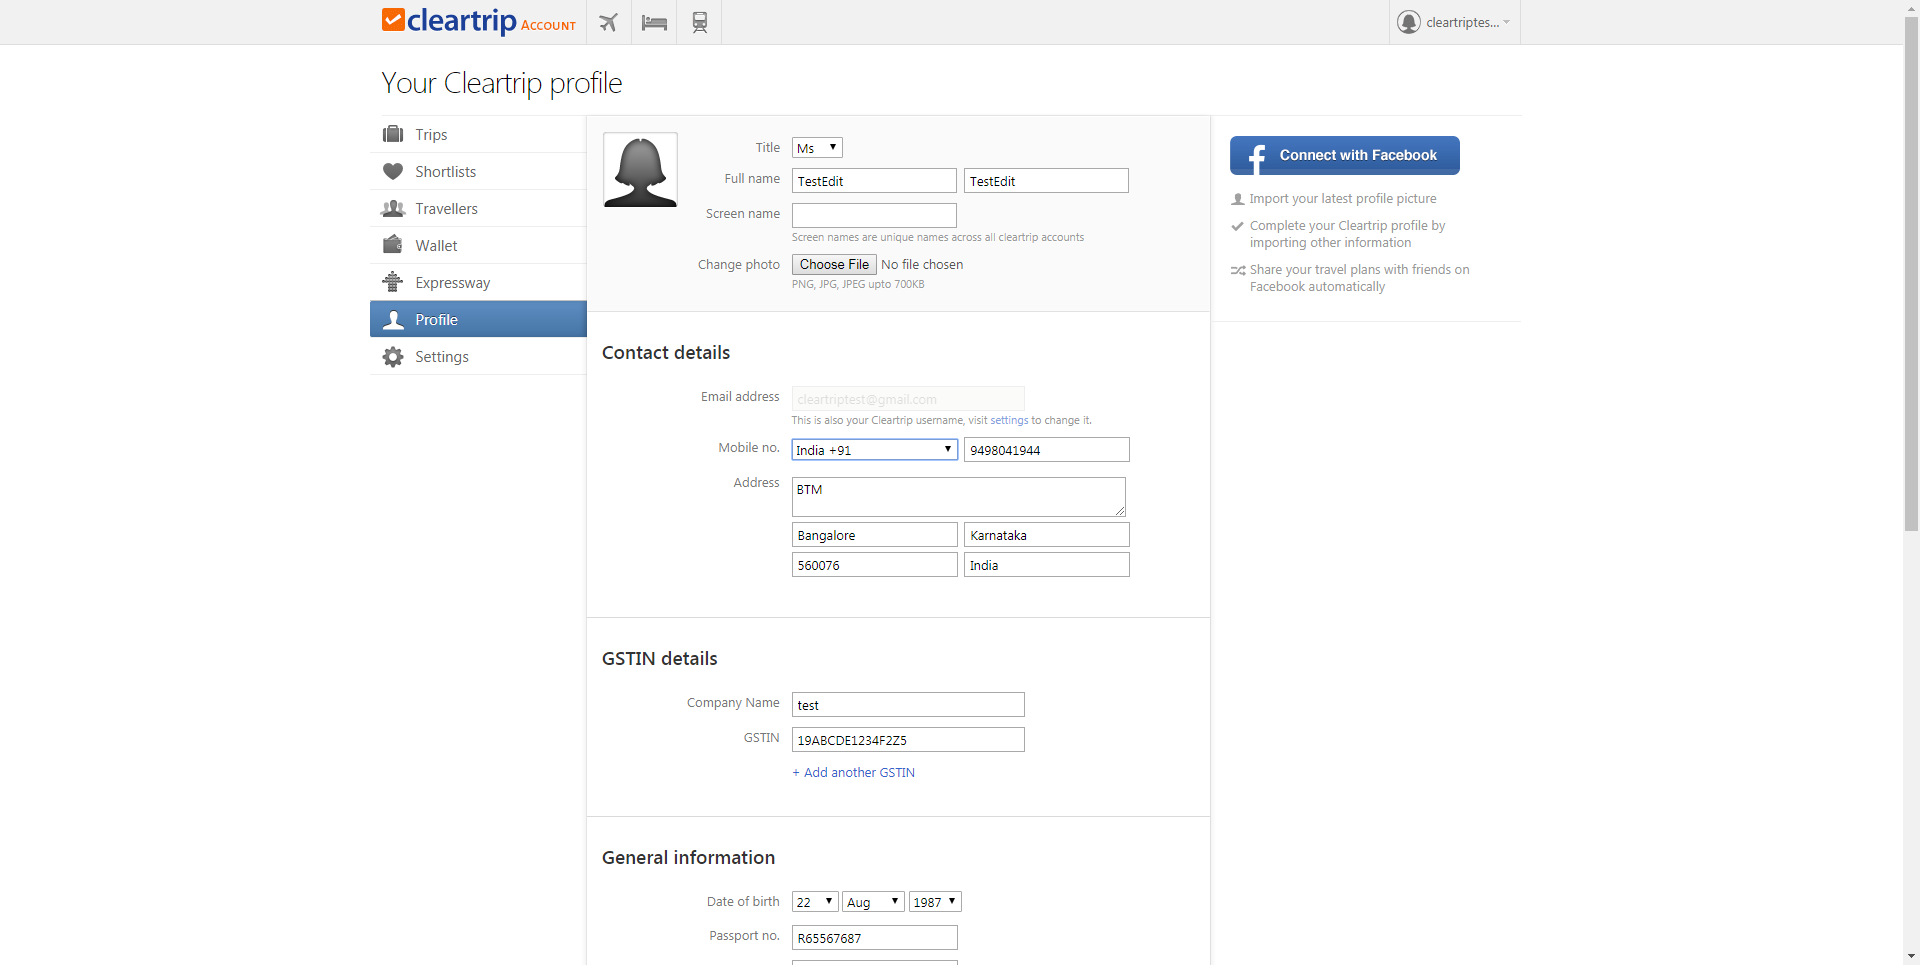 cleartrip ACCOUNT
cleartriptes...
Your Cleartrip profile
Trips
Shortlists
Travellers
Wallet
Expressway
Profile
Settings
Title Ms
Full name TestEdit TestEdit
Screen name
Screen names are unique names across all cleartrip accounts
Change photo Choose File No file chosen
PNG, JPG, JPEG upto 700KB
Contact details
Email address cleartriptest@gmail.com
This is also your Cleartrip username, visit settings to change it.
Mobile no. India +91 9498041944
Address BTM
Bangalore Karnataka
560076 India
GSTIN details
Company Name test
GSTIN 19ABCDE1234F2Z5
+ Add another GSTIN
General information
Date of birth 22 Aug 1987
Passport no. R65567687
f Connect with Facebook
Import your latest profile picture
Complete your Cleartrip profile by
importing other information
Share your travel plans with friends on
Facebook automatically